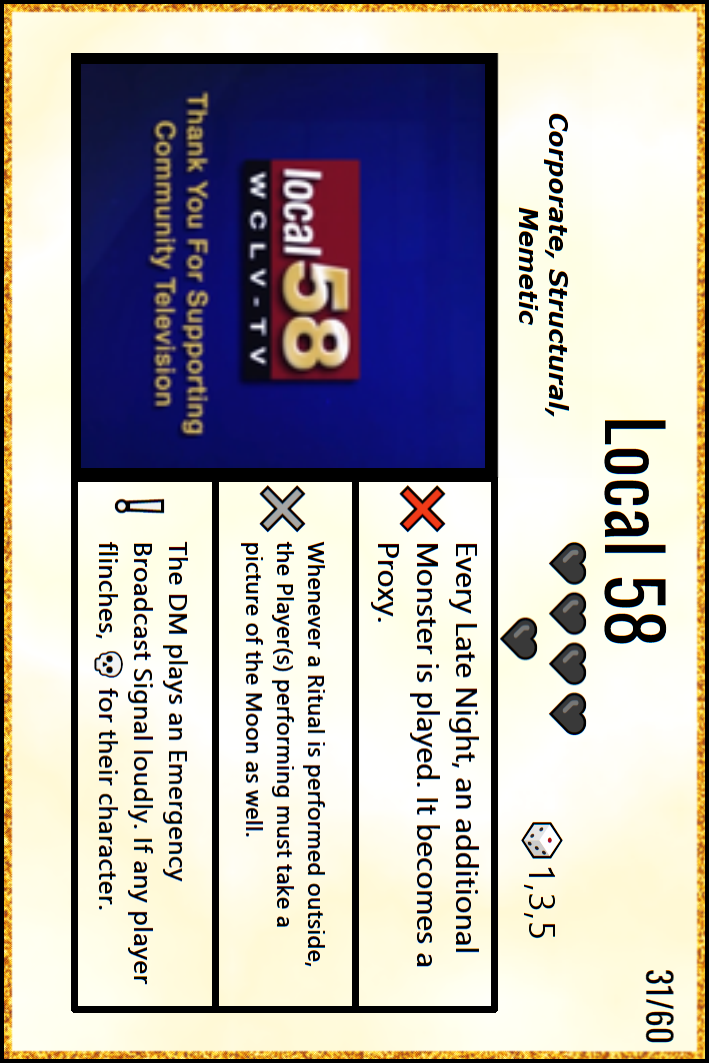 31/60
Local 58
Corporate, Structural,
Memetic
1,3,5
local 58
WCLV-TV
Thank You For Supporting
Community Television
Every Late Night, an additional
Monster is played. It becomes a
Proxy.
Whenever a Ritual is performed outside,
the Player(s) performing must take a
picture of the Moon as well.
The DM plays an Emergency
Broadcast Signal loudly. If any player
flinches, 💀 for their character.